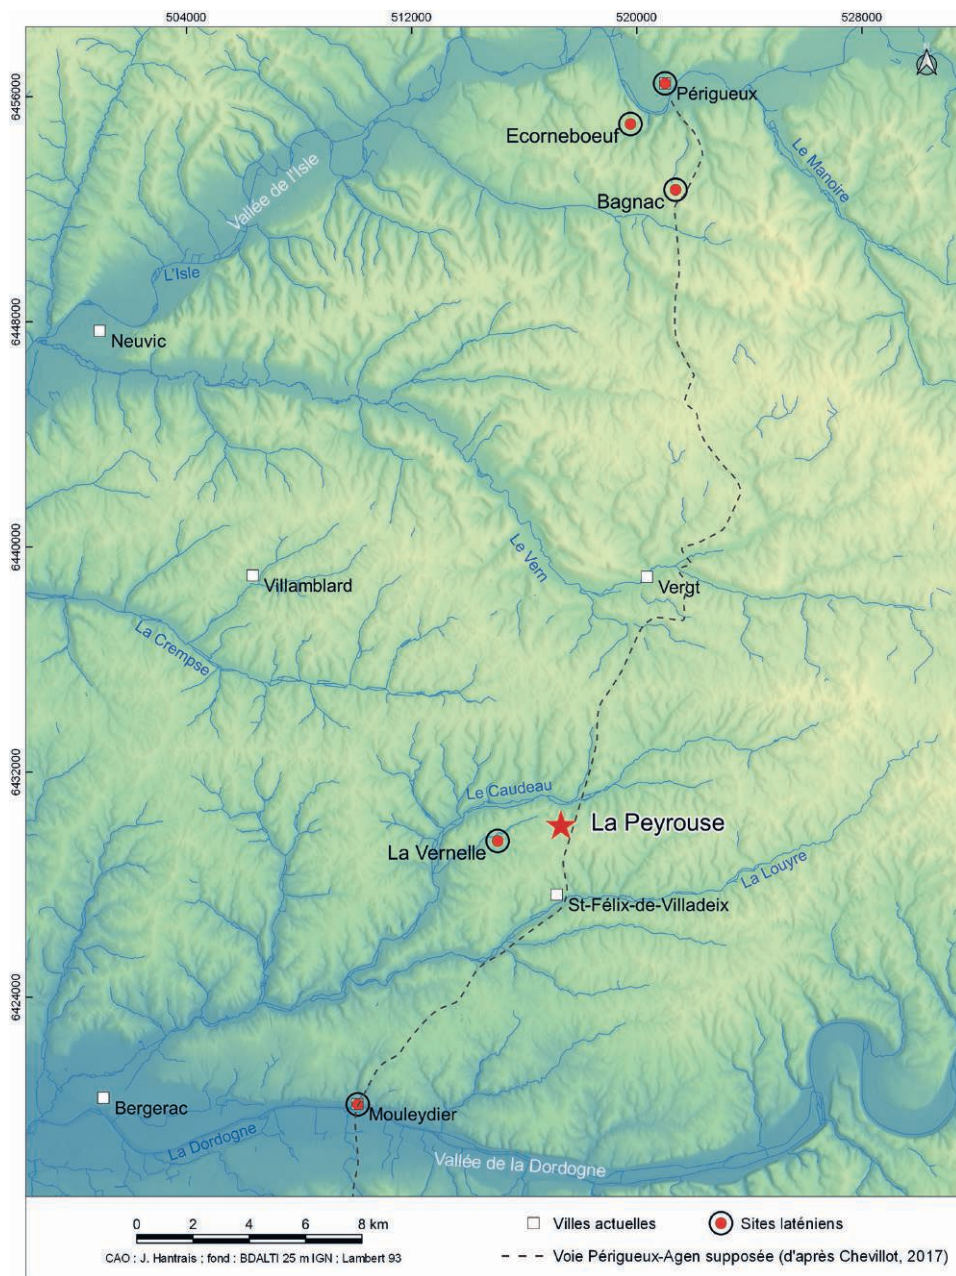 504000
512000
520000
528000
6456000
Périgueux
Ecorneboeuf
Le Manoire
Vallée de l'Isle
Bagnac
L'Isle
6448000
Neuvic
6440000
Le Vern
Villamblard
Vergt
La Crempse
6432000
Le Caudeau
La Peyrouse
La Vernelle
La Louyre
St-Félix-de-Villadeix
6424000
Bergerac
Mouleydier
La Dordogne
Vallée de la Dordogne
0 2 4 6 8 km
Villes actuelles
Sites laténiens
CAO : J. Hantrais ; fond : BDALTI 25 m IGN ; Lambert 93
Voie Périgueux-Agen supposée (d'après Chevillot, 2017)